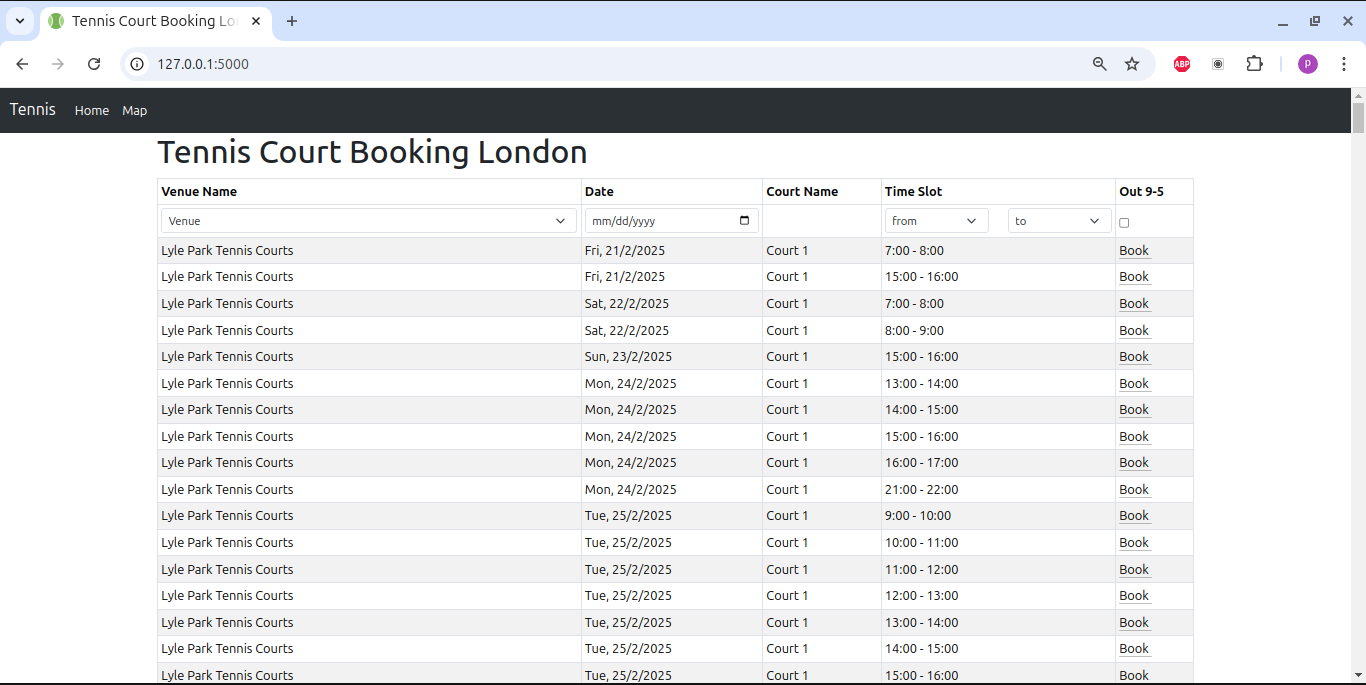 Tennis Court Booking Lo
127.0.0.1:5000
ABP
p
Tennis Home Map
Tennis Court Booking London
Venue Name Date Court Name Time Slot Out 9-5
Venue mm/dd/yyyy from to
Lyle Park Tennis Courts Fri, 21/2/2025 Court 1 7:00 - 8:00 Book
Lyle Park Tennis Courts Fri, 21/2/2025 Court 1 15:00 - 16:00 Book
Lyle Park Tennis Courts Sat, 22/2/2025 Court 1 7:00 - 8:00 Book
Lyle Park Tennis Courts Sat, 22/2/2025 Court 1 8:00 - 9:00 Book
Lyle Park Tennis Courts Sun, 23/2/2025 Court 1 15:00 - 16:00 Book
Lyle Park Tennis Courts Mon, 24/2/2025 Court 1 13:00 - 14:00 Book
Lyle Park Tennis Courts Mon, 24/2/2025 Court 1 14:00 - 15:00 Book
Lyle Park Tennis Courts Mon, 24/2/2025 Court 1 15:00 - 16:00 Book
Lyle Park Tennis Courts Mon, 24/2/2025 Court 1 16:00 - 17:00 Book
Lyle Park Tennis Courts Mon, 24/2/2025 Court 1 21:00 - 22:00 Book
Lyle Park Tennis Courts Tue, 25/2/2025 Court 1 9:00 - 10:00 Book
Lyle Park Tennis Courts Tue, 25/2/2025 Court 1 10:00 - 11:00 Book
Lyle Park Tennis Courts Tue, 25/2/2025 Court 1 11:00 - 12:00 Book
Lyle Park Tennis Courts Tue, 25/2/2025 Court 1 12:00 - 13:00 Book
Lyle Park Tennis Courts Tue, 25/2/2025 Court 1 13:00 - 14:00 Book
Lyle Park Tennis Courts Tue, 25/2/2025 Court 1 14:00 - 15:00 Book
Lyle Park Tennis Courts Tue, 25/2/2025 Court 1 15:00 - 16:00 Book